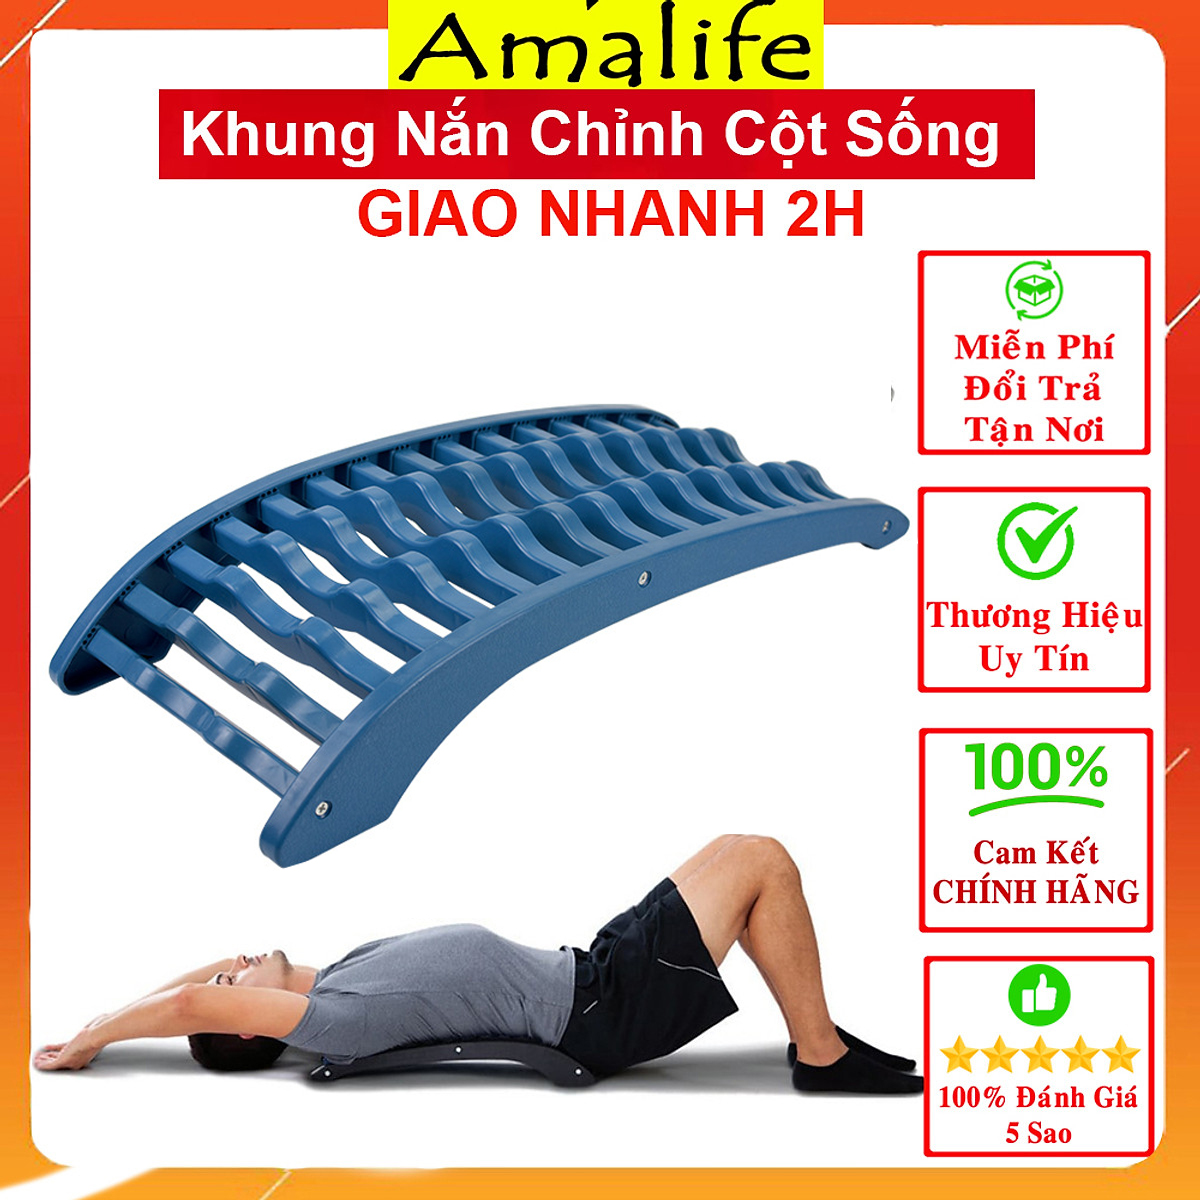 Amalife
Khung Nắn Chỉnh Cột Sống
GIAO NHANH 2H
Miễn Phí
Đổi Trả
Tận Nơi
Thương Hiệu
Uy Tín
100%
Cam Kết
CHÍNH HÃNG
100% Đánh Giá
5 Sao